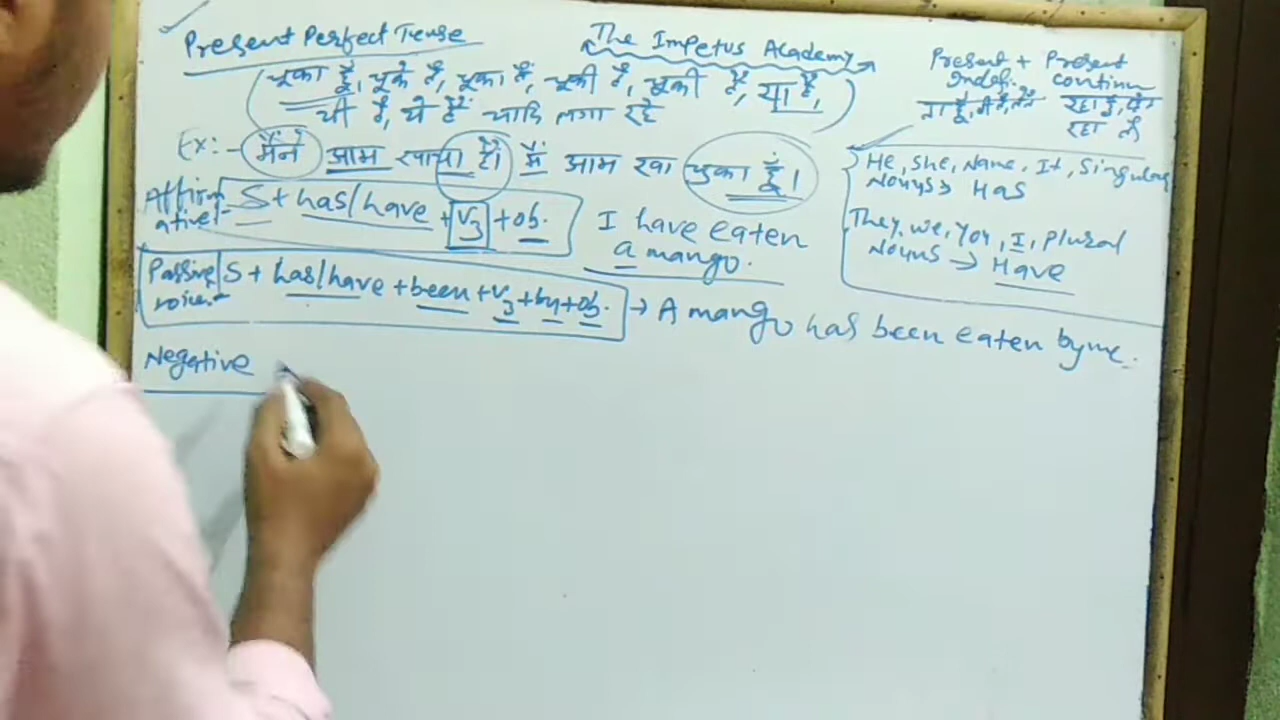 Present Perfect Tense
The Impetus Academy
चूका हूँ, चूके हैं, चूका है, चूकी है, चुकी हैं, या है,
यी है, ये हैं आदि लगा रहे
Present + Present
Indefi. continu
रहा है
Ex: - मैंने आम खाया है। मैं आम खा चुका हूँ।
He, She, Name, It, Singular
Nouns → Has
They, we, You, I, Plural
Nouns → Have
Affirm
ative:- S + has/have + V3 + ob.
I have eaten
a mango.
Passive
voice:- S + has/have + been + V3 + by + ob. → A mango has been eaten by me.
Negative